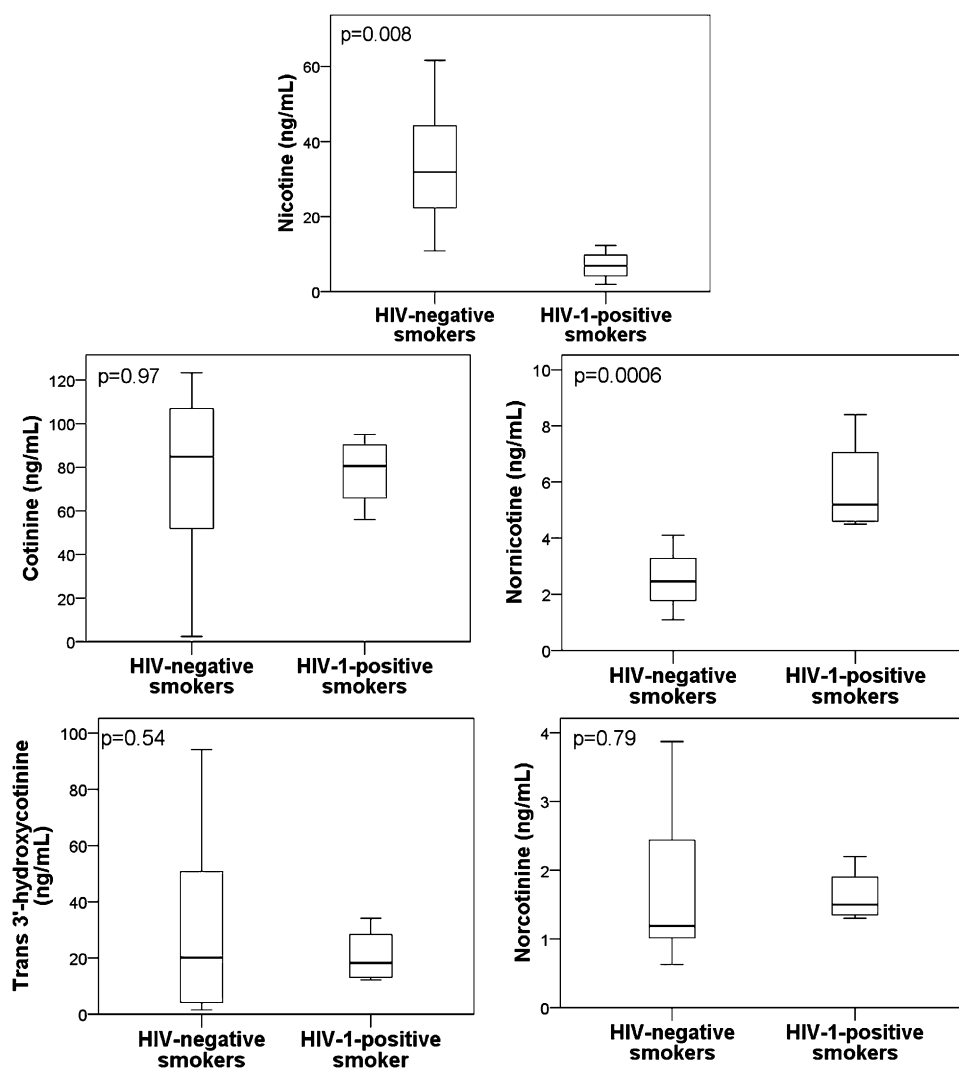 p=0.008
Nicotine (ng/mL)
60
40
20
0
HIV-negative
smokers
HIV-1-positive
smokers
p=0.97
Cotinine (ng/mL)
120
100
80
60
40
20
0
HIV-negative
smokers
HIV-1-positive
smokers
p=0.0006
Nornicotine (ng/mL)
10
8
6
4
2
0
HIV-negative
smokers
HIV-1-positive
smokers
p=0.54
Trans 3'-hydroxycotinine
(ng/mL)
100
80
60
40
20
0
HIV-negative
smokers
HIV-1-positive
smoker
p=0.79
Norcotinine (ng/mL)
4
3
2
1
0
HIV-negative
smokers
HIV-1-positive
smokers